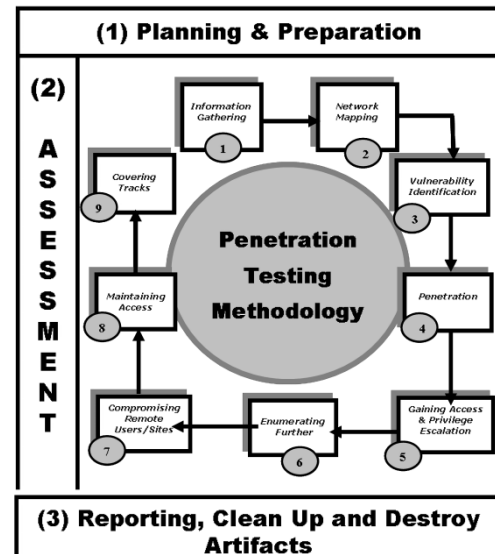 (1) Planning & Preparation
(2)
A
S
S
E
S
S
M
E
N
T
Information
Gathering
1
Network
Mapping
2
Vulnerability
Identification
3
Penetration
4
Gaining Access
& Privilege
Escalation
5
Enumerating
Further
6
Compromising
Remote
Users/Sites
7
Maintaining
Access
8
Covering
Tracks
9
Penetration
Testing
Methodology
(3) Reporting, Clean Up and Destroy
Artifacts